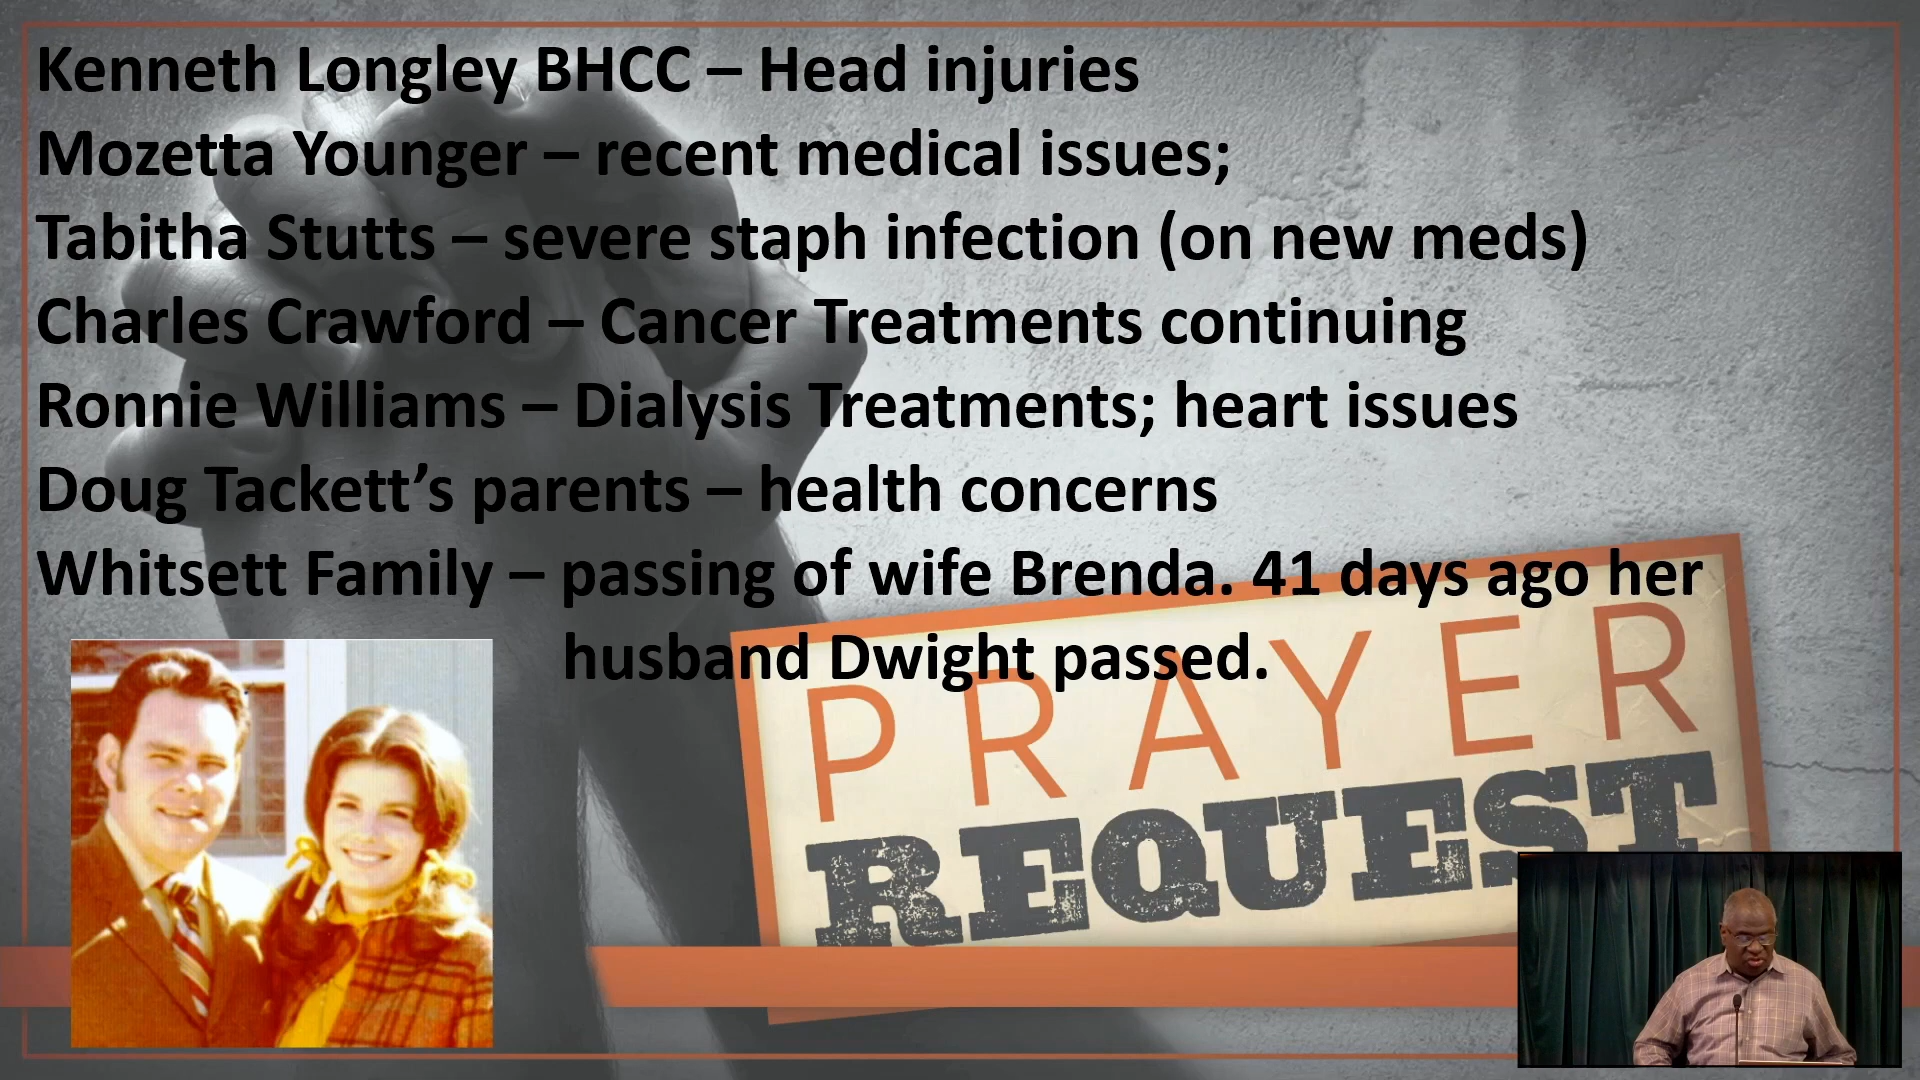 Kenneth Longley BHCC – Head injuries
Mozetta Younger – recent medical issues;
Tabitha Stutts – severe staph infection (on new meds)
Charles Crawford – Cancer Treatments continuing
Ronnie Williams – Dialysis Treatments; heart issues
Doug Tackett’s parents – health concerns
Whitsett Family – passing of wife Brenda. 41 days ago her
husband Dwight passed.
PRAYER
REQUEST